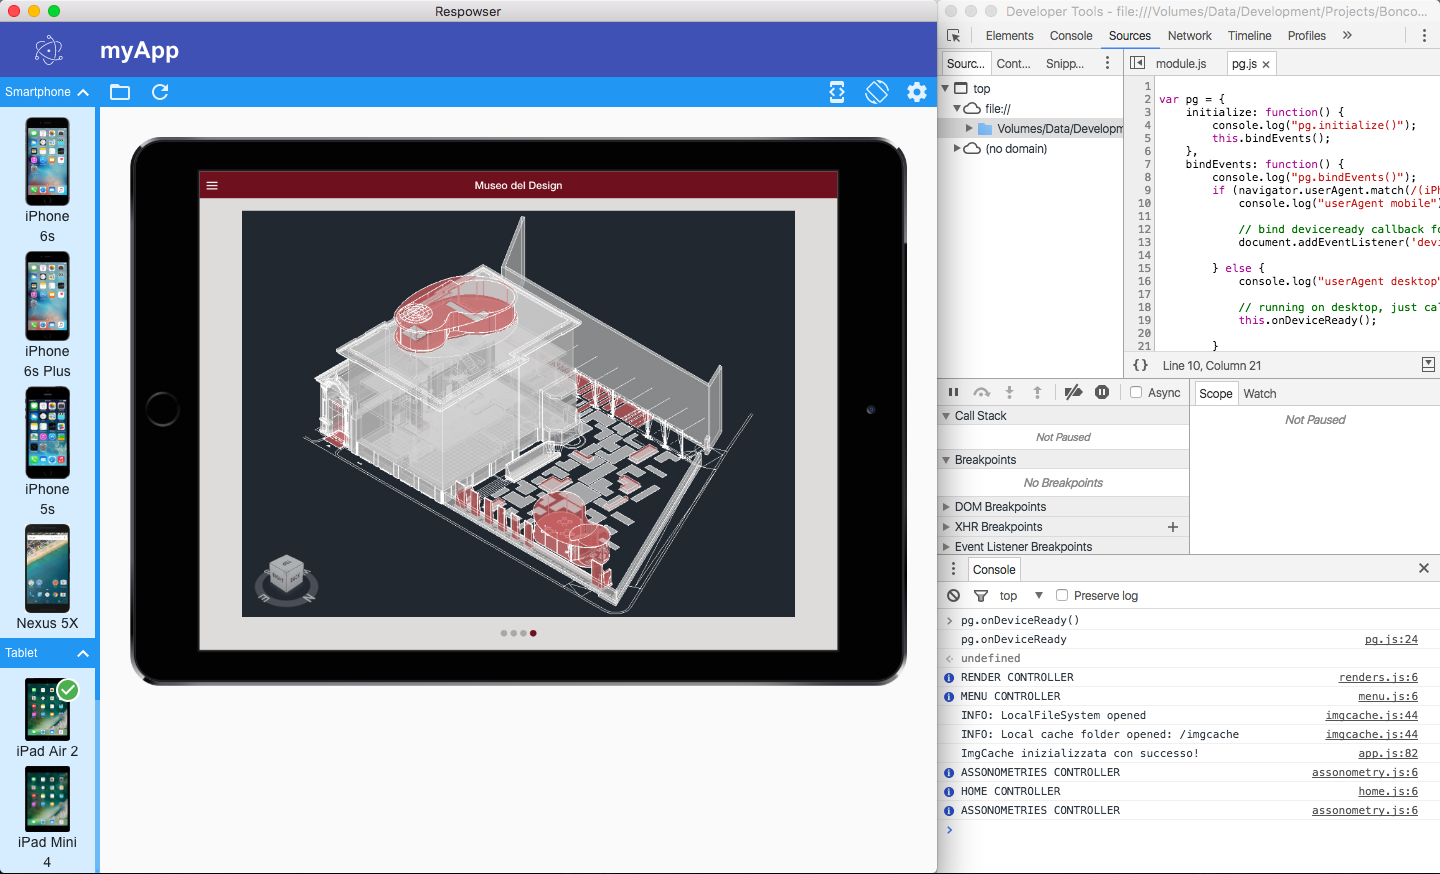 Respowser
myApp
Smartphone
iPhone
6s
iPhone
6s Plus
iPhone
5s
Nexus 5X
Tablet
iPad Air 2
iPad Mini
4
Museo del Design
Developer Tools - file:///Volumes/Data/Development/Projects/Bonco...
Elements Console Sources Network Timeline Profiles »
Sourc... Cont... Snipp...
top
file://
Volumes/Data/Developm
(no domain)
module.js pg.js ×
1
2 var pg = {
3 initialize: function() {
4 console.log("pg.initialize()");
5 this.bindEvents();
6 },
7 bindEvents: function() {
8 console.log("pg.bindEvents()");
9 if (navigator.userAgent.match(/(iPh
10 console.log("userAgent mobile")
11
12 // bind deviceready callback fo
13 document.addEventListener('devi
14
15 } else {
16 console.log("userAgent desktop"
17
18 // running on desktop, just cal
19 this.onDeviceReady();
20
21 }
{} Line 10, Column 21
Async
Call Stack
Not Paused
Breakpoints
No Breakpoints
DOM Breakpoints
XHR Breakpoints +
Event Listener Breakpoints
Scope Watch
Not Paused
Console
top Preserve log
> pg.onDeviceReady()
pg.onDeviceReady pg.js:24
undefined
RENDER CONTROLLER renders.js:6
MENU CONTROLLER menu.js:6
INFO: LocalFileSystem opened imgcache.js:44
INFO: Local cache folder opened: /imgcache imgcache.js:44
ImgCache inizializzata con successo! app.js:82
ASSONOMETRIES CONTROLLER assonometry.js:6
HOME CONTROLLER home.js:6
ASSONOMETRIES CONTROLLER assonometry.js:6
>